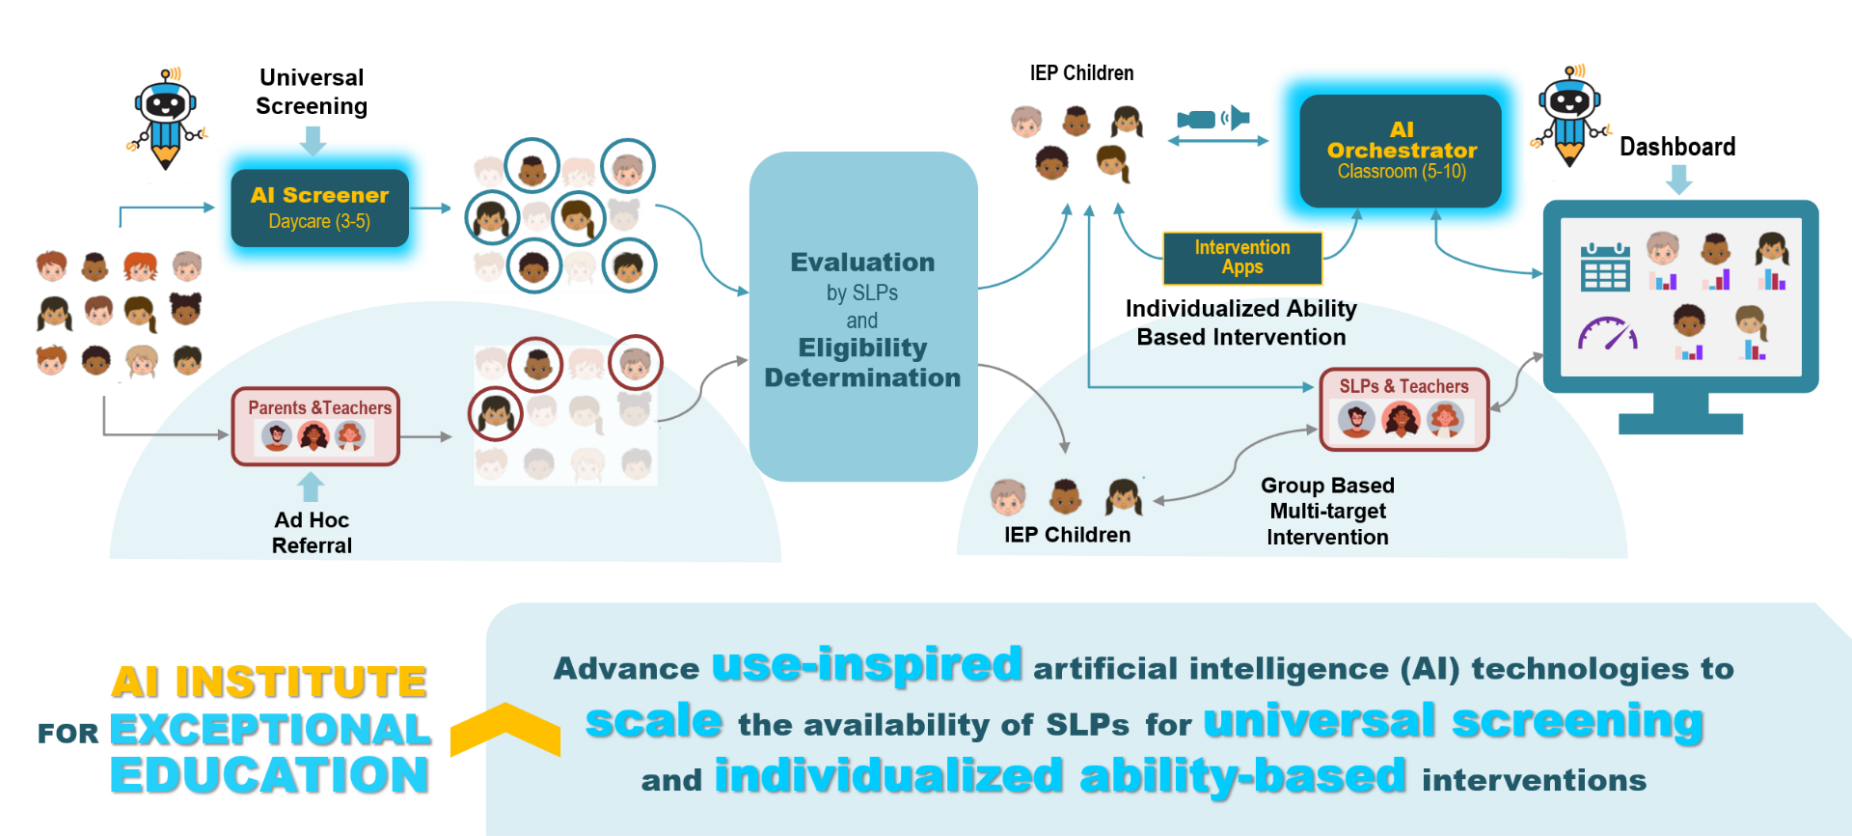 Universal
Screening
AI Screener
Daycare (3-5)
Parents &Teachers
Ad Hoc
Referral
Evaluation
by SLPs
and
Eligibility
Determination
IEP Children
AI
Orchestrator
Classroom (5-10)
Dashboard
Intervention
Apps
Individualized Ability
Based Intervention
SLPs & Teachers
IEP Children
Group Based
Multi-target
Intervention
AI INSTITUTE
FOR EXCEPTIONAL
EDUCATION
Advance use-inspired artificial intelligence (AI) technologies to
scale the availability of SLPs for universal screening
and individualized ability-based interventions